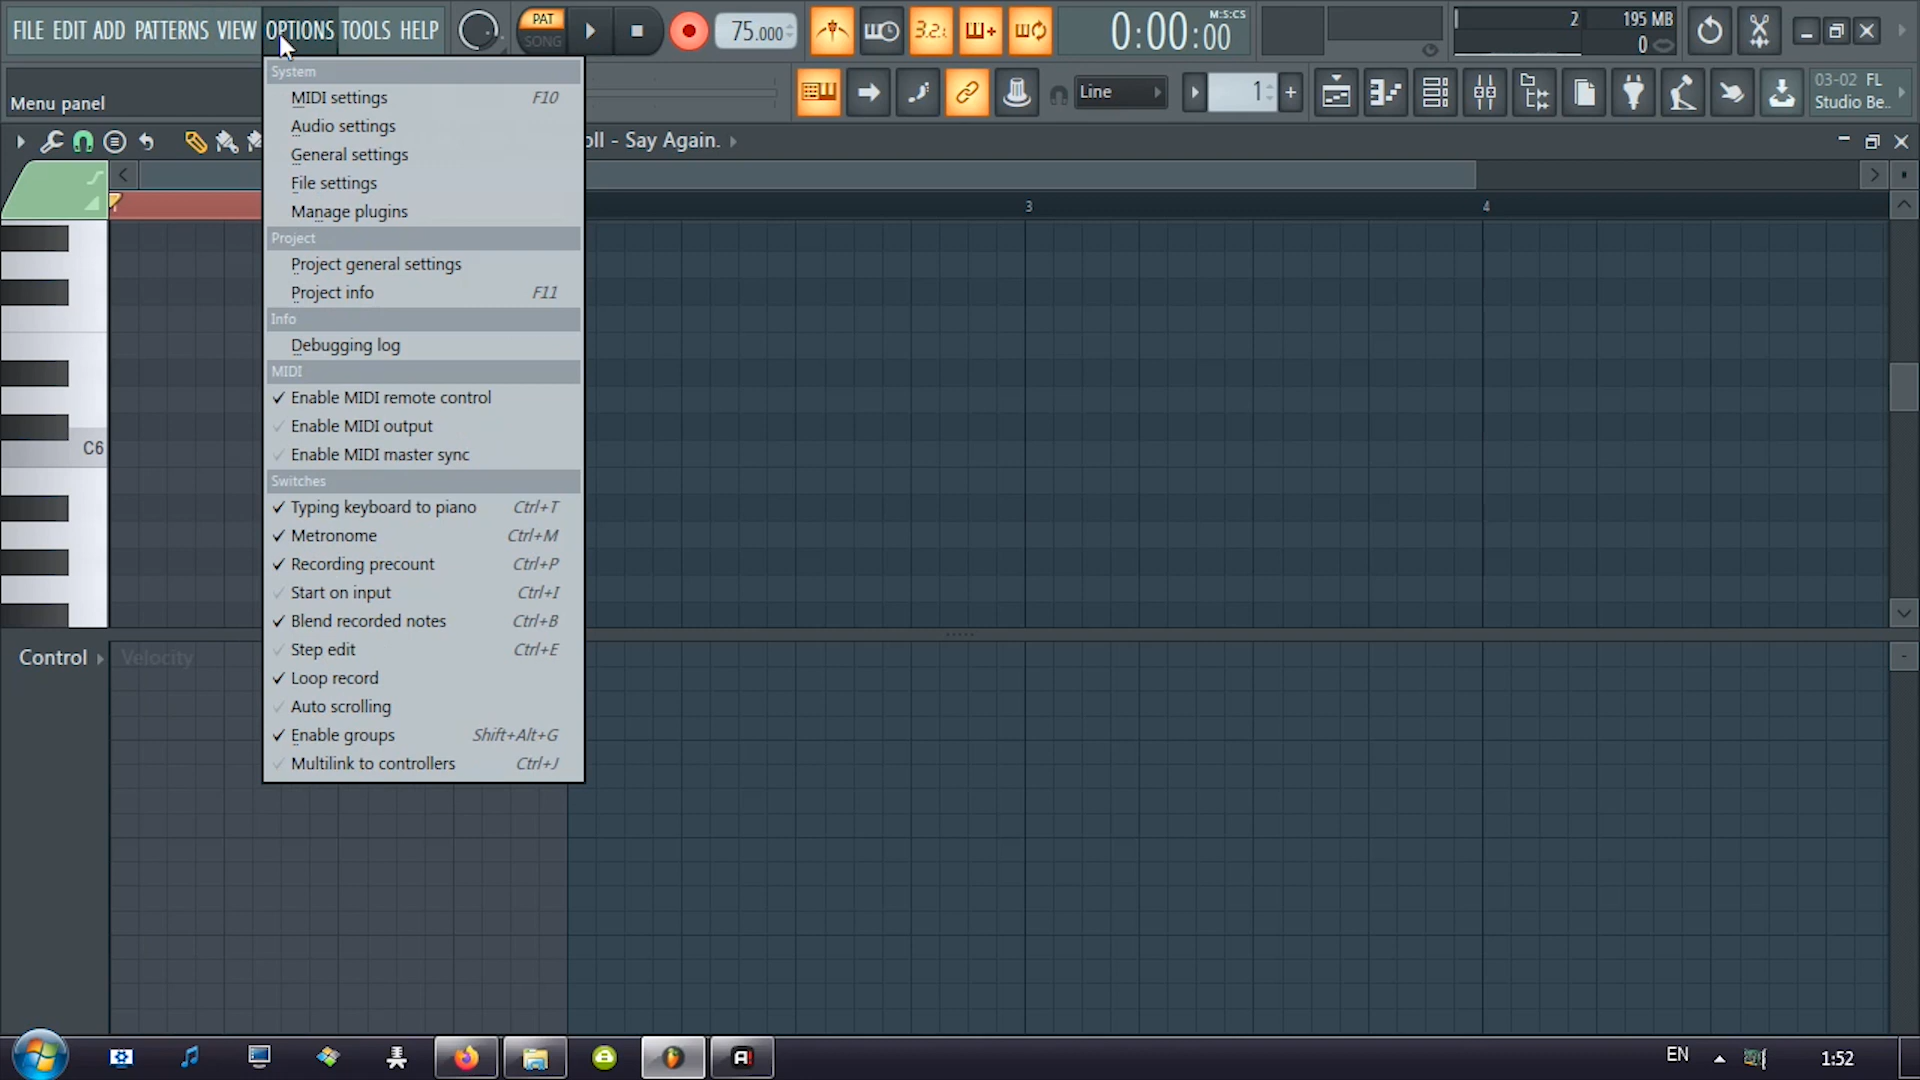 FILE EDIT ADD PATTERNS VIEW OPTIONS TOOLS HELP
PAT
SONG
75.000
3.2.
0:00:00
M:S:CS
2
195 MB
0
Menu panel
Line
1
03-02 FL
Studio Be..
oll - Say Again.
3
4
C6
Control
Velocity
System
MIDI settings F10
Audio settings
General settings
File settings
Manage plugins
Project
Project general settings
Project info F11
Info
Debugging log
MIDI
Enable MIDI remote control
Enable MIDI output
Enable MIDI master sync
Switches
Typing keyboard to piano Ctrl+T
Metronome Ctrl+M
Recording precount Ctrl+P
Start on input Ctrl+I
Blend recorded notes Ctrl+B
Step edit Ctrl+E
Loop record
Auto scrolling
Enable groups Shift+Alt+G
Multilink to controllers Ctrl+J
A!
EN
1:52